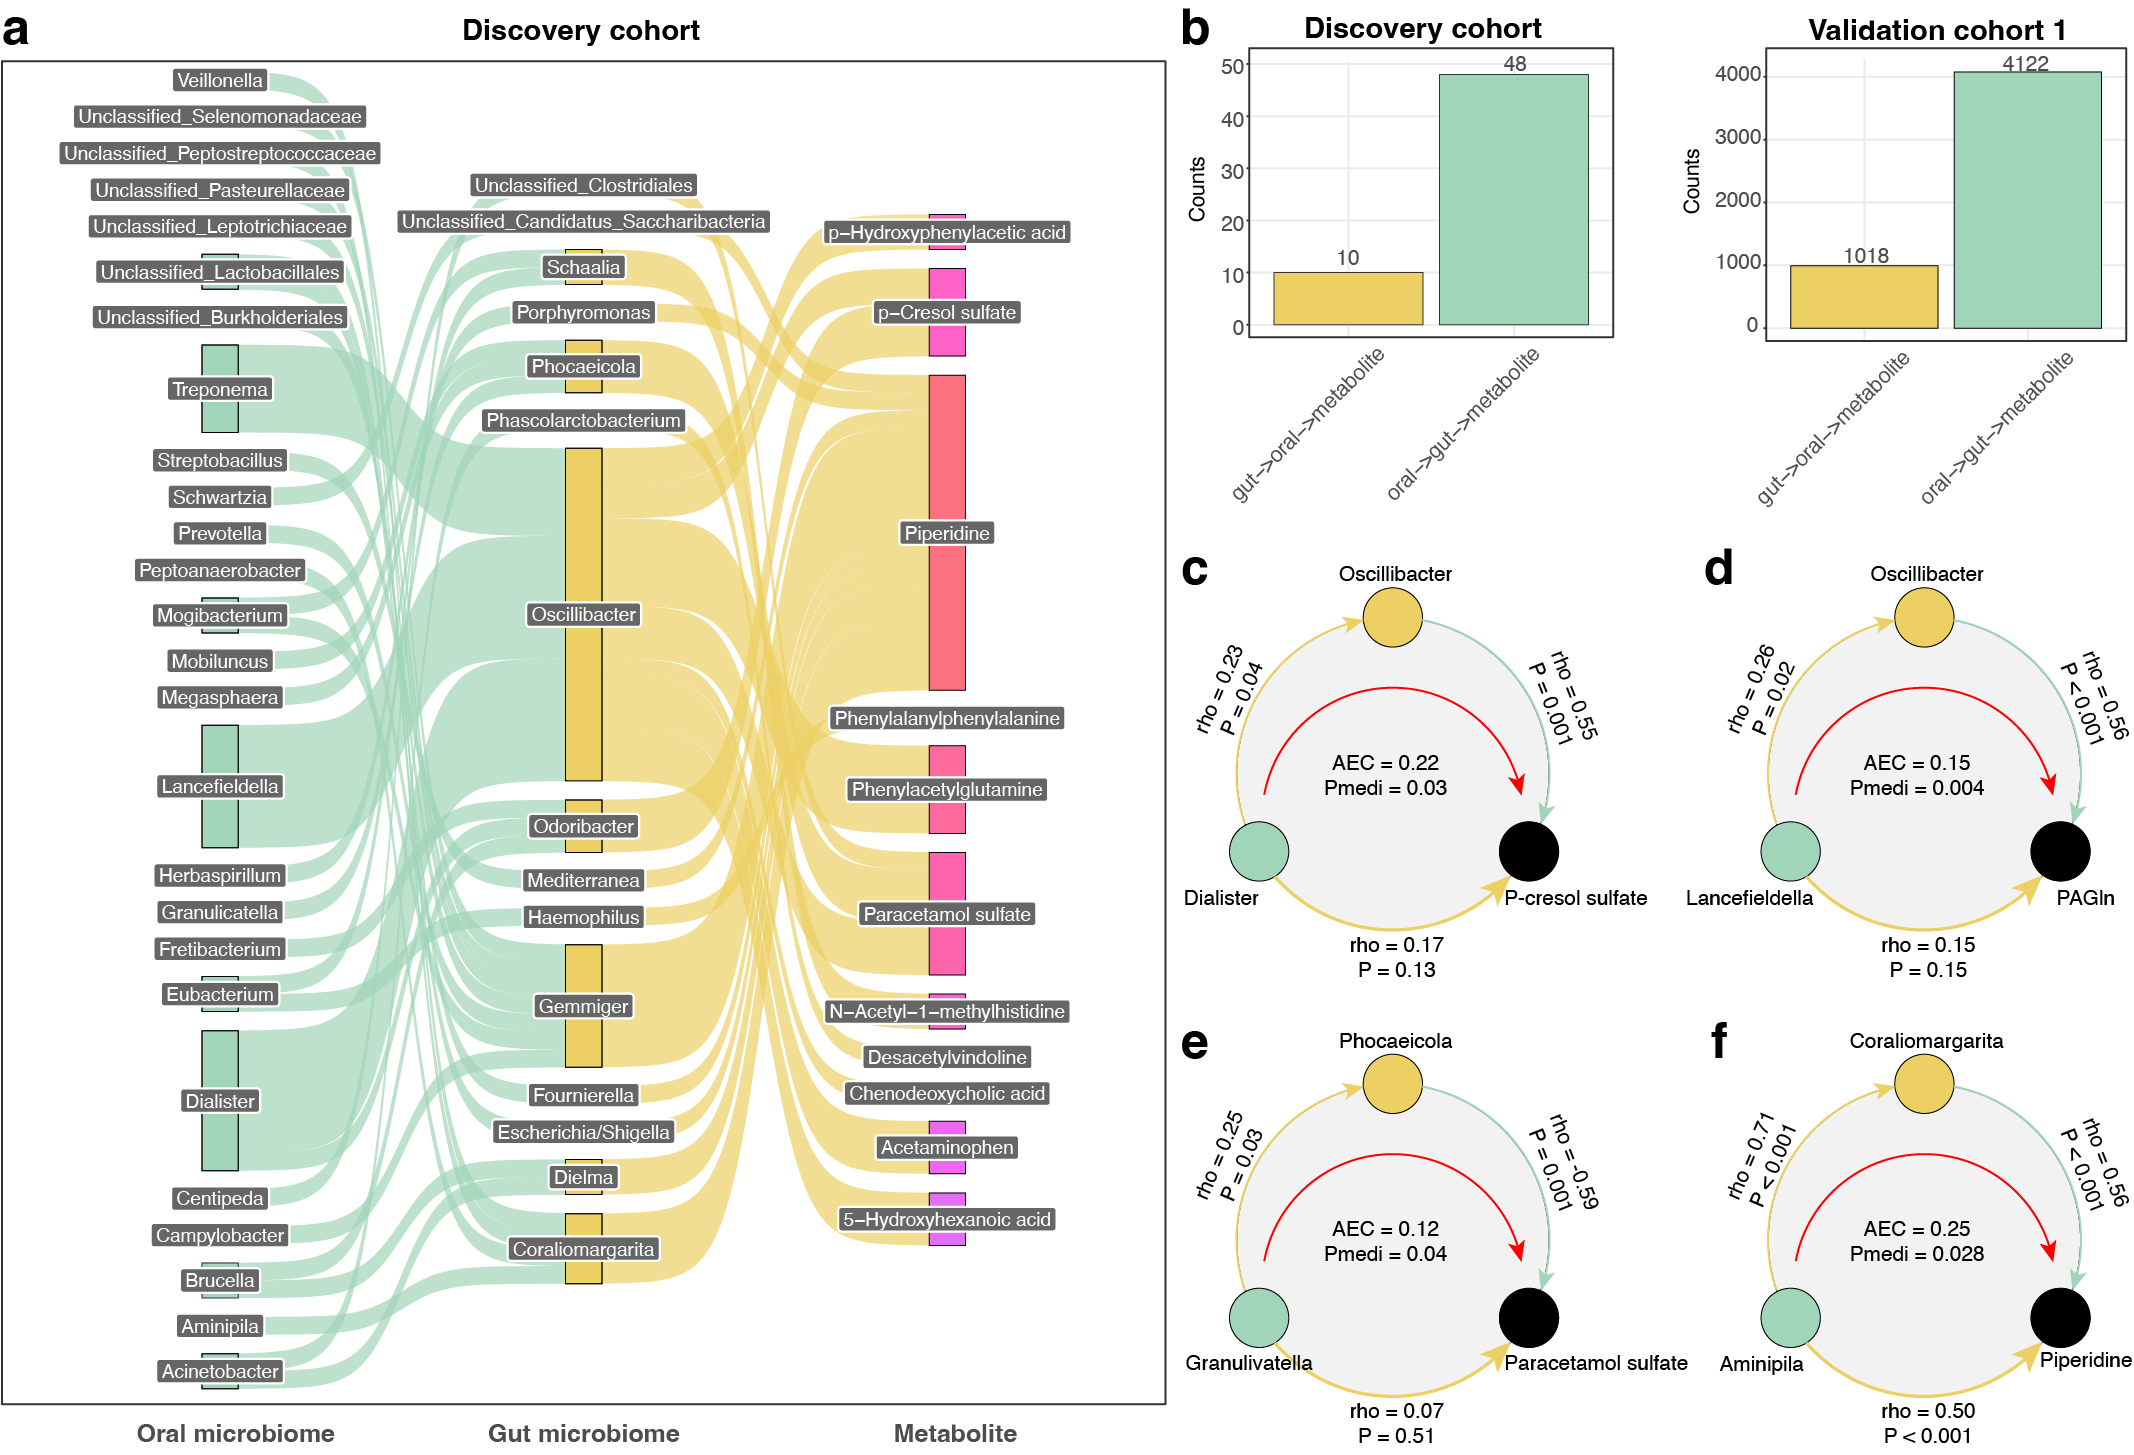 a
Discovery cohort
Veillonella
Unclassified_Selenomonadaceae
Unclassified_Peptostreptococcaceae
Unclassified_Pasteurellaceae
Unclassified_Leptotrichiaceae
Unclassified_Lactobacillales
Unclassified_Burkholderiales
Treponema
Streptobacillus
Schwartzia
Prevotella
Peptoanaerobacter
Mogibacterium
Mobiluncus
Megasphaera
Lancefieldella
Herbaspirillum
Granulicatella
Fretibacterium
Eubacterium
Dialister
Centipeda
Campylobacter
Brucella
Aminipila
Acinetobacter
Oral microbiome
Unclassified_Clostridiales
Unclassified_Candidatus_Saccharibacteria
Schaalia
Porphyromonas
Phocaeicola
Phascolarctobacterium
Oscillibacter
Odoribacter
Mediterranea
Haemophilus
Gemmiger
Fournierella
Escherichia/Shigella
Dielma
Coraliomargarita
Gut microbiome
p−Hydroxyphenylacetic acid
p−Cresol sulfate
Piperidine
Phenylalanylphenylalanine
Phenylacetylglutamine
Paracetamol sulfate
N−Acetyl−1−methylhistidine
Desacetylvindoline
Chenodeoxycholic acid
Acetaminophen
5−Hydroxyhexanoic acid
Metabolite
b
Discovery cohort
Counts
50
40
30
20
10
0
10
48
gut−>oral−>metabolite
oral−>gut−>metabolite
Validation cohort 1
Counts
4000
3000
2000
1000
0
1018
4122
gut−>oral−>metabolite
oral−>gut−>metabolite
c
Oscillibacter
rho = 0.23
P = 0.04
rho = 0.55
P = 0.001
AEC = 0.22
Pmedi = 0.03
Dialister
P-cresol sulfate
rho = 0.17
P = 0.13
d
Oscillibacter
rho = 0.26
P = 0.02
rho = 0.56
P < 0.001
AEC = 0.15
Pmedi = 0.004
Lancefieldella
PAGln
rho = 0.15
P = 0.15
e
Phocaeicola
rho = 0.25
P = 0.03
rho = -0.59
P = 0.001
AEC = 0.12
Pmedi = 0.04
Granulivatella
Paracetamol sulfate
rho = 0.07
P = 0.51
f
Coraliomargarita
rho = 0.71
P < 0.001
rho = 0.56
P < 0.001
AEC = 0.25
Pmedi = 0.028
Aminipila
Piperidine
rho = 0.50
P < 0.001